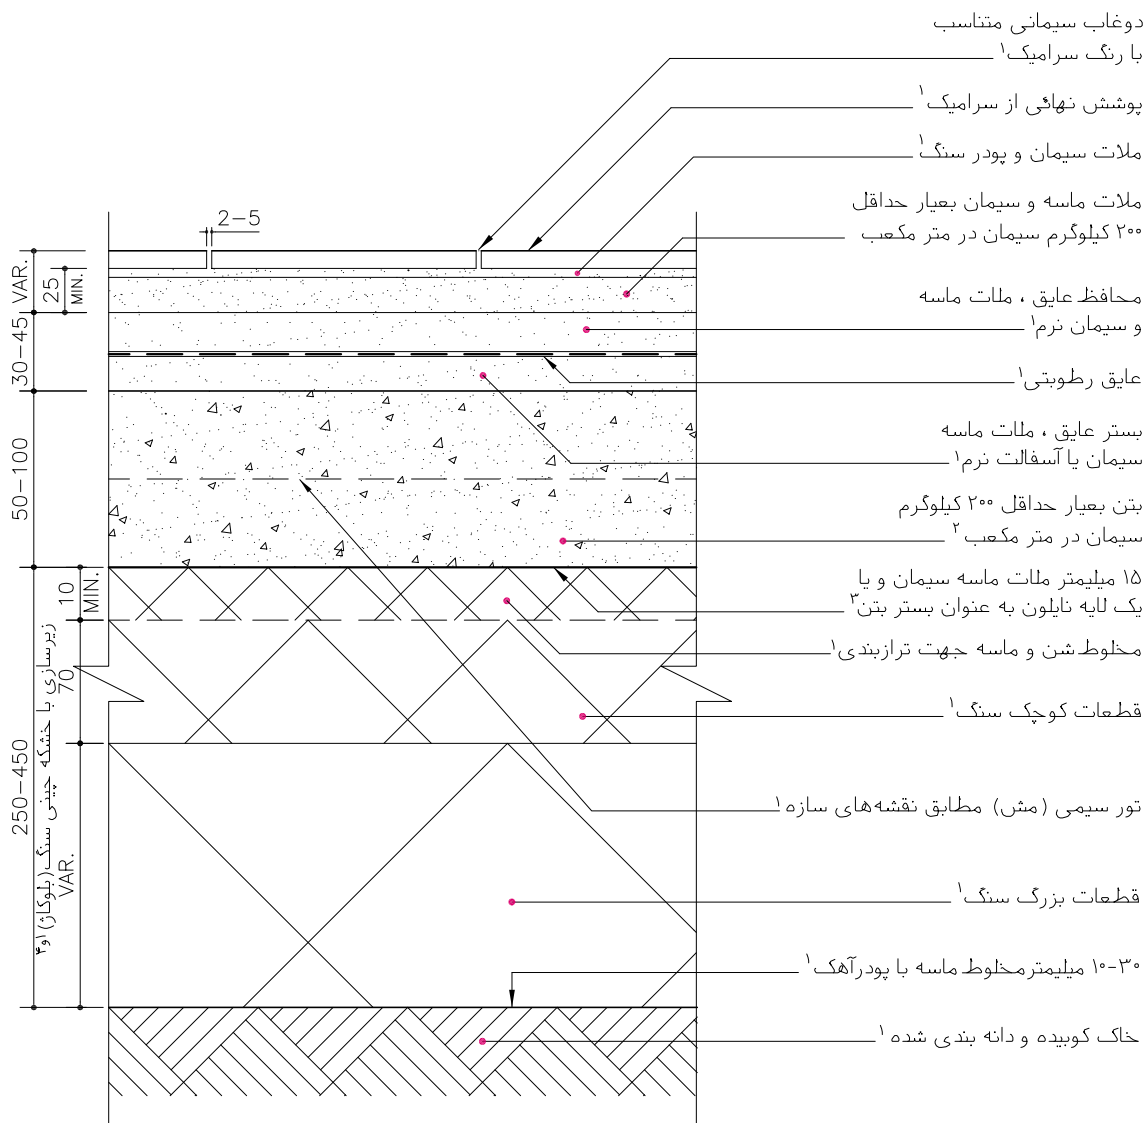 دوغاب سیمانی متناسب
با رنگ سرامیک۱
پوشش نهائی از سرامیک۱
ملات سیمان و پودر سنگ۱
ملات ماسه و سیمان بعیار حداقل
۲۰۰ کیلوگرم سیمان در متر مکعب
محافظ عایق ، ملات ماسه
و سیمان نرم۱
عایق رطوبتی۱
بستر عایق ، ملات ماسه
سیمان یا آسفالت نرم۱
بتن بعیار حداقل ۲۰۰ کیلوگرم
سیمان در متر مکعب ۲
۱۵ میلیمتر ملات ماسه سیمان و یا
یک لایه نایلون به عنوان بستر بتن۳
مخلوط شن و ماسه جهت ترازبندی۱
قطعات کوچک سنگ۱
تور سیمی (مش) مطابق نقشه‌های سازه۱
قطعات بزرگ سنگ۱
۱۰-۳۰ میلیمتر مخلوط ماسه با پودرآهک۱
خاک کوبیده و دانه بندی شده۱
2-5
VAR.
25
MIN.
30-45
50-100
10
MIN.
70
250-450
VAR.
زیرسازی با خشکه چینی سنگ (بلوکاژ) ۱و۴